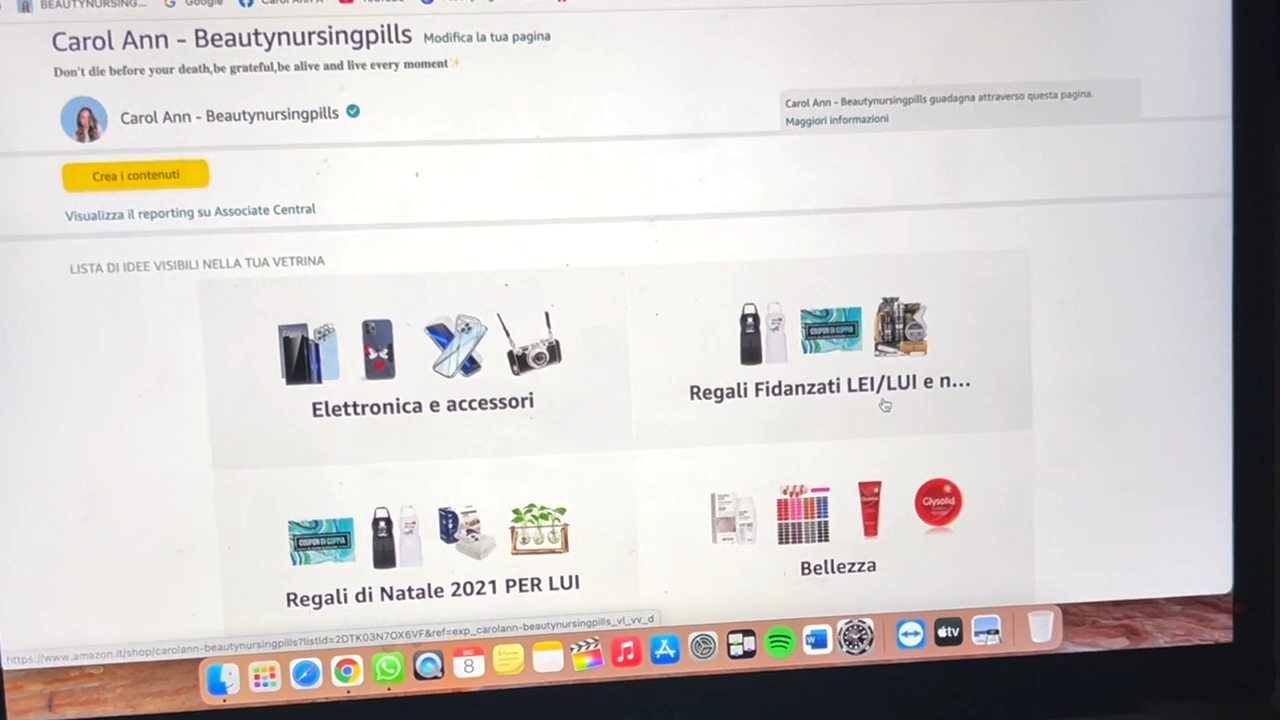 BEAUTYNURSING...
Google
Carol Ann - Beautynursingpills Modifica la tua pagina
Don't die before your death,be grateful,be alive and live every moment✨
Carol Ann - Beautynursingpills
Carol Ann - Beautynursingpills guadagna attraverso questa pagina.
Maggiori informazioni
Crea i contenuti
Visualizza il reporting su Associate Central
LISTA DI IDEE VISIBILI NELLA TUA VETRINA
COUPON DI COPPIA
Elettronica e accessori
Regali Fidanzati LEI/LUI e n...
COUPON DI COPPIA
Glysolid
Regali di Natale 2021 PER LUI
Bellezza
https://www.amazon.it/shop/carolann-beautynursingpills?listId=2DTK03N7OX6VF&ref=exp_carolann-beautynursingpills_vl_vv_d
8
tv